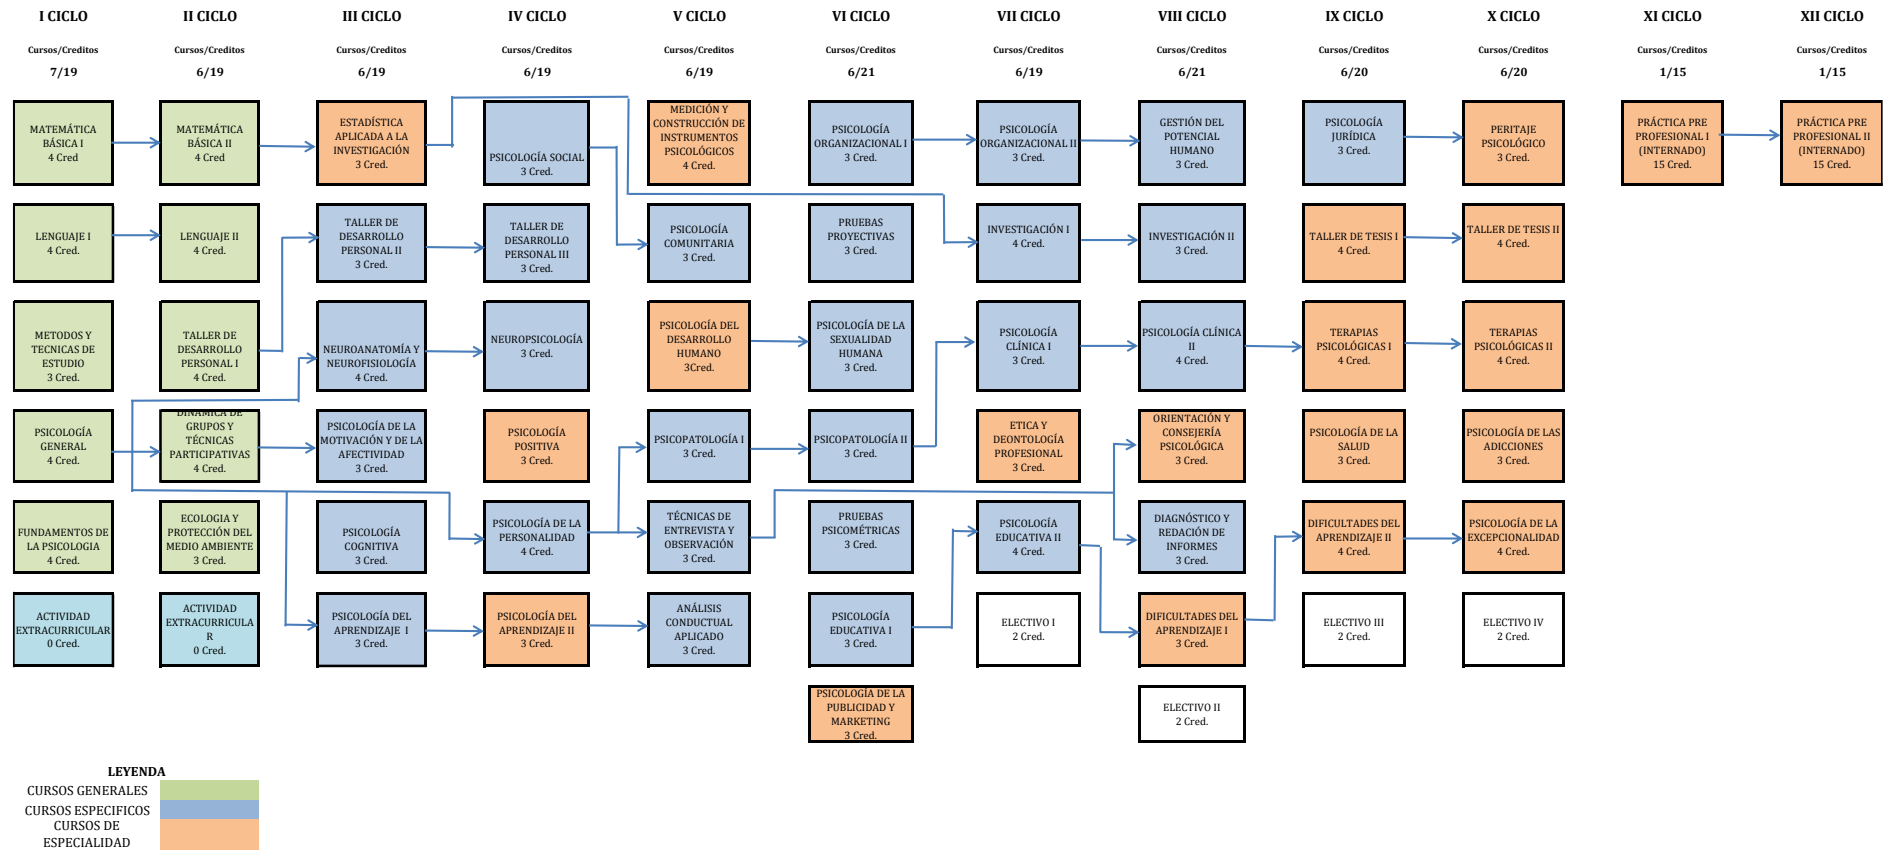 I CICLO
Cursos/Creditos
7/19
MATEMÁTICA
BÁSICA I
4 Cred
LENGUAJE I
4 Cred.
METODOS Y
TECNICAS DE
ESTUDIO
3 Cred.
PSICOLOGÍA
GENERAL
4 Cred.
FUNDAMENTOS DE
LA PSICOLOGIA
4 Cred.
ACTIVIDAD
EXTRACURRICULAR
0 Cred.
II CICLO
Cursos/Creditos
6/19
MATEMÁTICA
BÁSICA II
4 Cred
LENGUAJE II
4 Cred.
TALLER DE
DESARROLLO
PERSONAL I
4 Cred.
DINAMICA DE
GRUPOS Y
TÉCNICAS
PARTICIPATIVAS
4 Cred.
ECOLOGIA Y
PROTECCIÓN DEL
MEDIO AMBIENTE
3 Cred.
ACTIVIDAD
EXTRACURRICULA
R
0 Cred.
III CICLO
Cursos/Creditos
6/19
ESTADÍSTICA
APLICADA A LA
INVESTIGACIÓN
3 Cred.
TALLER DE
DESARROLLO
PERSONAL II
3 Cred.
NEUROANATOMÍA Y
NEUROFISIOLOGÍA
4 Cred.
PSICOLOGÍA DE LA
MOTIVACIÓN Y DE LA
AFECTIVIDAD
3 Cred.
PSICOLOGÍA
COGNITIVA
3 Cred.
PSICOLOGÍA DEL
APRENDIZAJE I
3 Cred.
IV CICLO
Cursos/Creditos
6/19
PSICOLOGÍA SOCIAL
3 Cred.
TALLER DE
DESARROLLO
PERSONAL III
3 Cred.
NEUROPSICOLOGÍA
3 Cred.
PSICOLOGÍA
POSITIVA
3 Cred.
PSICOLOGÍA DE LA
PERSONALIDAD
4 Cred.
PSICOLOGÍA DEL
APRENDIZAJE II
3 Cred.
V CICLO
Cursos/Creditos
6/19
MEDICIÓN Y
CONSTRUCCIÓN DE
INSTRUMENTOS
PSICOLÓGICOS
4 Cred.
PSICOLOGÍA
COMUNITARIA
3 Cred.
PSICOLOGÍA DEL
DESARROLLO
HUMANO
3Cred.
PSICOPATOLOGÍA I
3 Cred.
TÉCNICAS DE
ENTREVISTA Y
OBSERVACIÓN
3 Cred.
ANÁLISIS
CONDUCTUAL
APLICADO
3 Cred.
VI CICLO
Cursos/Creditos
6/21
PSICOLOGÍA
ORGANIZACIONAL I
3 Cred.
PRUEBAS
PROYECTIVAS
3 Cred.
PSICOLOGÍA DE LA
SEXUALIDAD
HUMANA
3 Cred.
PSICOPATOLOGÍA II
3 Cred.
PRUEBAS
PSICOMÉTRICAS
3 Cred.
PSICOLOGÍA
EDUCATIVA I
3 Cred.
PSICOLOGÍA DE LA
PUBLICIDAD Y
MARKETING
3 Cred.
VII CICLO
Cursos/Creditos
6/19
PSICOLOGÍA
ORGANIZACIONAL II
3 Cred.
INVESTIGACIÓN I
4 Cred.
PSICOLOGÍA
CLÍNICA I
3 Cred.
ETICA Y
DEONTOLOGÍA
PROFESIONAL
3 Cred.
PSICOLOGÍA
EDUCATIVA II
4 Cred.
ELECTIVO I
2 Cred.
VIII CICLO
Cursos/Creditos
6/21
GESTIÓN DEL
POTENCIAL
HUMANO
3 Cred.
INVESTIGACIÓN II
3 Cred.
PSICOLOGÍA CLÍNICA
II
4 Cred.
ORIENTACIÓN Y
CONSEJERÍA
PSICOLÓGICA
3 Cred.
DIAGNÓSTICO Y
REDACIÓN DE
INFORMES
3 Cred.
DIFICULTADES DEL
APRENDIZAJE I
3 Cred.
ELECTIVO II
2 Cred.
IX CICLO
Cursos/Creditos
6/20
PSICOLOGÍA
JURÍDICA
3 Cred.
TALLER DE TESIS I
4 Cred.
TERAPIAS
PSICOLÓGICAS I
4 Cred.
PSICOLOGÍA DE LA
SALUD
3 Cred.
DIFICULTADES DEL
APRENDIZAJE II
4 Cred.
ELECTIVO III
2 Cred.
X CICLO
Cursos/Creditos
6/20
PERITAJE
PSICOLÓGICO
3 Cred.
TALLER DE TESIS II
4 Cred.
TERAPIAS
PSICOLÓGICAS II
4 Cred.
PSICOLOGÍA DE LAS
ADICCIONES
3 Cred.
PSICOLOGÍA DE LA
EXCEPCIONALIDAD
4 Cred.
ELECTIVO IV
2 Cred.
XI CICLO
Cursos/Creditos
1/15
PRÁCTICA PRE
PROFESIONAL I
(INTERNADO)
15 Cred.
XII CICLO
Cursos/Creditos
1/15
PRÁCTICA PRE
PROFESIONAL II
(INTERNADO)
15 Cred.
LEYENDA
CURSOS GENERALES
CURSOS ESPECIFICOS
CURSOS DE
ESPECIALIDAD